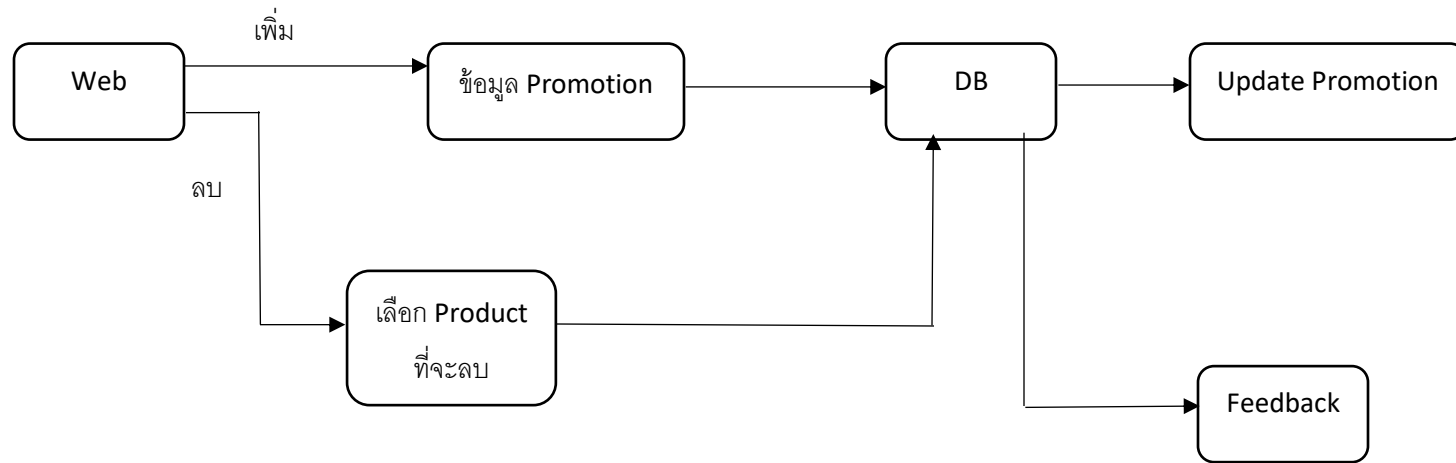 เพิ่ม
Web
ข้อมูล Promotion
DB
Update Promotion
ลบ
เลือก Product
ที่จะลบ
Feedback